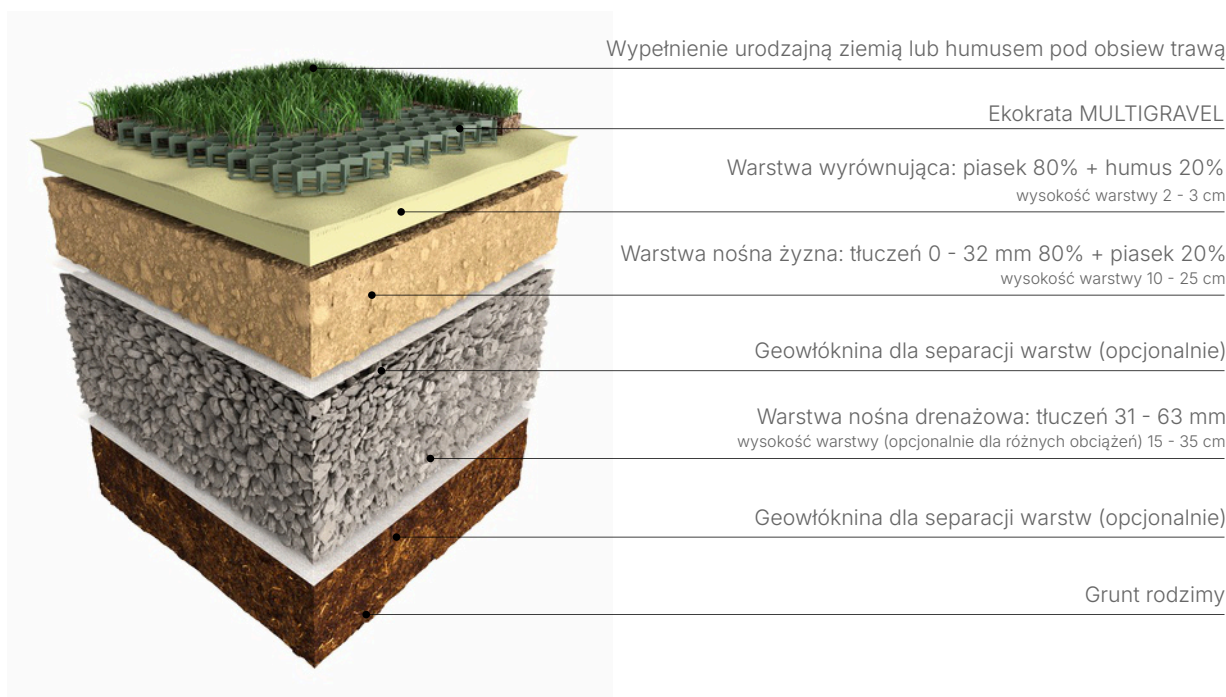 Wypełnienie urodzajną ziemią lub humusem pod obsiew trawą
Ekokrata MULTIGRAVEL
Warstwa wyrównująca: piasek 80% + humus 20%
wysokość warstwy 2 - 3 cm
Warstwa nośna żyzna: tłuczeń 0 - 32 mm 80% + piasek 20%
wysokość warstwy 10 - 25 cm
Geowłóknina dla separacji warstw (opcjonalnie)
Warstwa nośna drenażowa: tłuczeń 31 - 63 mm
wysokość warstwy (opcjonalnie dla różnych obciążeń) 15 - 35 cm
Geowłóknina dla separacji warstw (opcjonalnie)
Grunt rodzimy